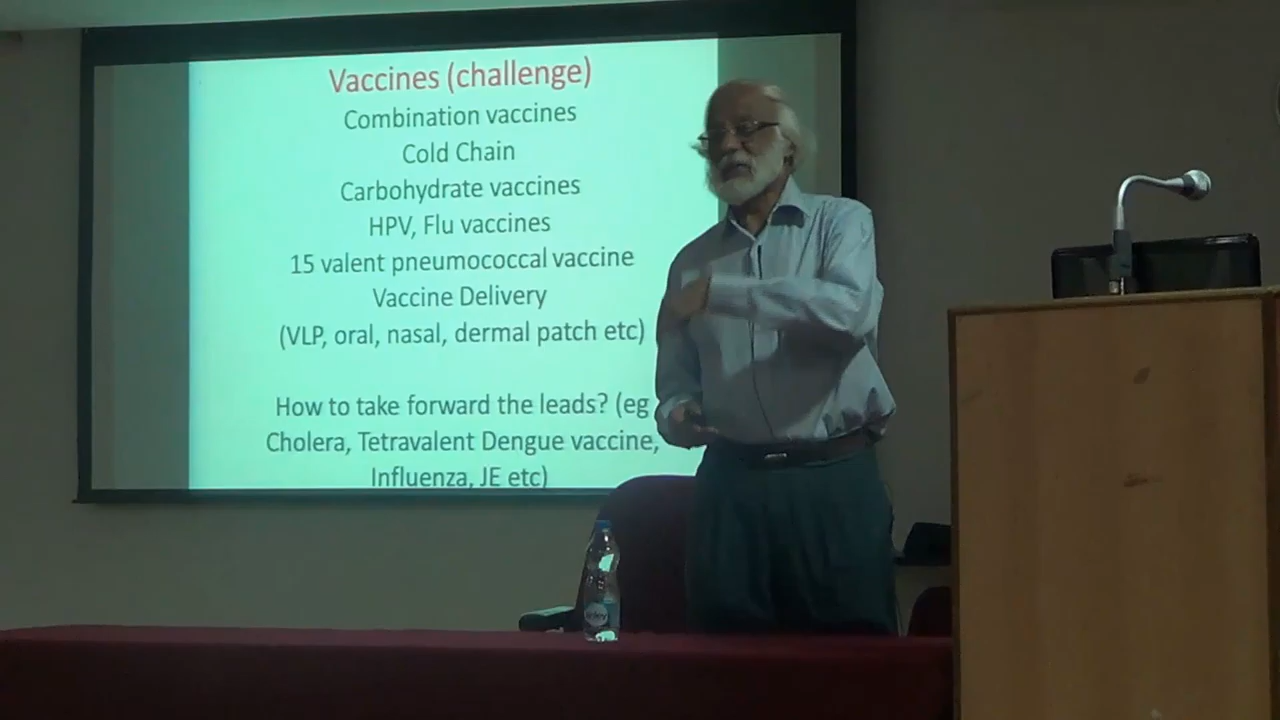 Vaccines (challenge)
Combination vaccines
Cold Chain
Carbohydrate vaccines
HPV, Flu vaccines
15 valent pneumococcal vaccine
Vaccine Delivery
(VLP, oral, nasal, dermal patch etc)
How to take forward the leads? (eg
Cholera, Tetravalent Dengue vaccine,
Influenza, JE etc)